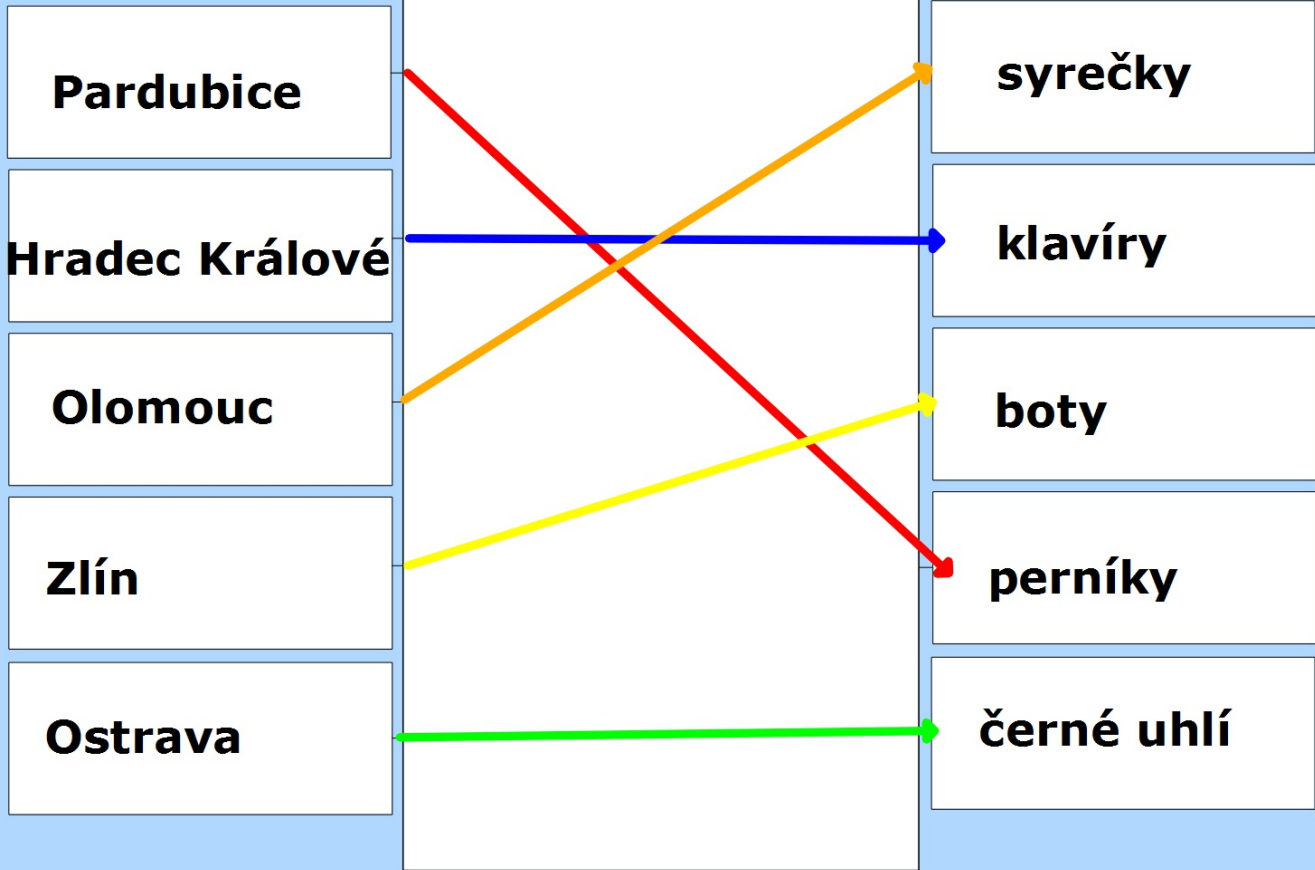 Pardubice
Hradec Králové
Olomouc
Zlín
Ostrava
syrečky
klavíry
boty
perníky
černé uhlí